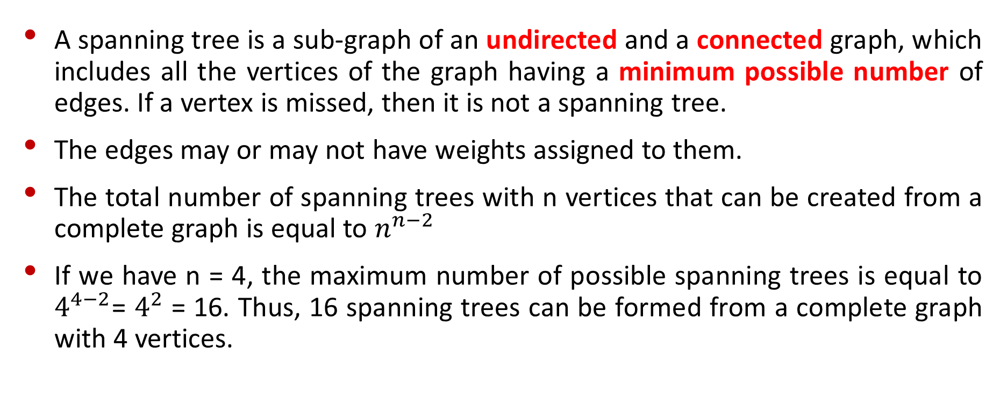 • A spanning tree is a sub-graph of an undirected and a connected graph, which
includes all the vertices of the graph having a minimum possible number of
edges. If a vertex is missed, then it is not a spanning tree.
• The edges may or may not have weights assigned to them.
• The total number of spanning trees with n vertices that can be created from a
complete graph is equal to $n^{n-2}$
• If we have n = 4, the maximum number of possible spanning trees is equal to
$4^{4-2}$= $4^2$ = 16. Thus, 16 spanning trees can be formed from a complete graph
with 4 vertices.